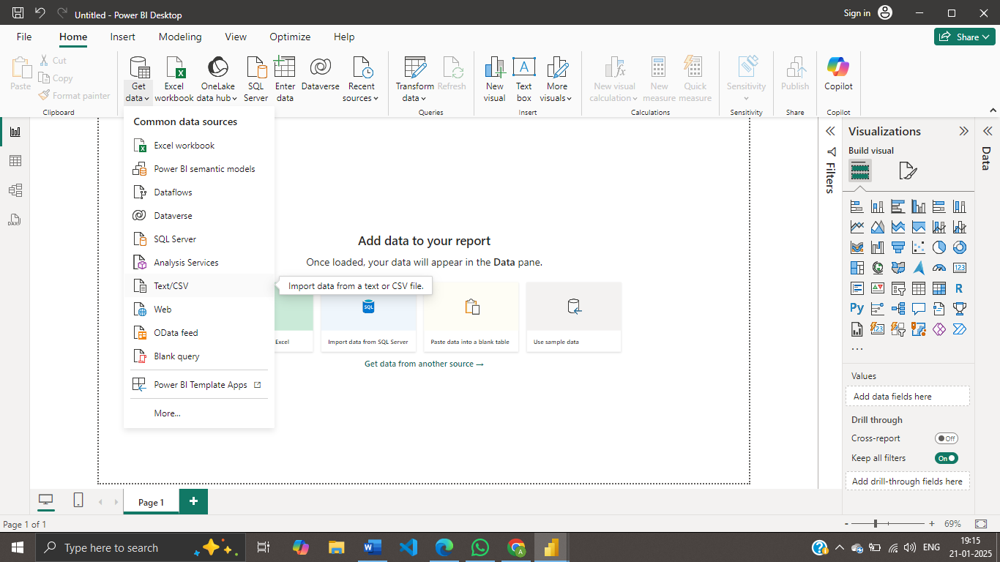 Untitled - Power BI Desktop
Sign in
File
Home
Insert
Modeling
View
Optimize
Help
Share
Paste
Cut
Copy
Format painter
Clipboard
Get data
Excel workbook
OneLake data hub
SQL Server
Enter data
Dataverse
Recent sources
Transform data
Refresh
Queries
New visual
Text box
More visuals
Insert
New visual calculation
New measure
Quick measure
Calculations
Sensitivity
Sensitivity
Publish
Share
Copilot
Copilot
Common data sources
Excel workbook
Power BI semantic models
Dataflows
Dataverse
SQL Server
Analysis Services
Text/CSV
Web
OData feed
Blank query
Power BI Template Apps
More...
Import data from a text or CSV file.
Add data to your report
Once loaded, your data will appear in the Data pane.
Excel
SQL
Import data from SQL Server
Paste data into a blank table
Use sample data
Get data from another source →
Filters
Visualizations
Build visual
Data
DAX
123
R
Py
123
...
Values
Add data fields here
Drill through
Cross-report
Off
Keep all filters
On
Add drill-through fields here
Page 1
Page 1 of 1
- + 69%
Type here to search
ENG
19:15
21-01-2025